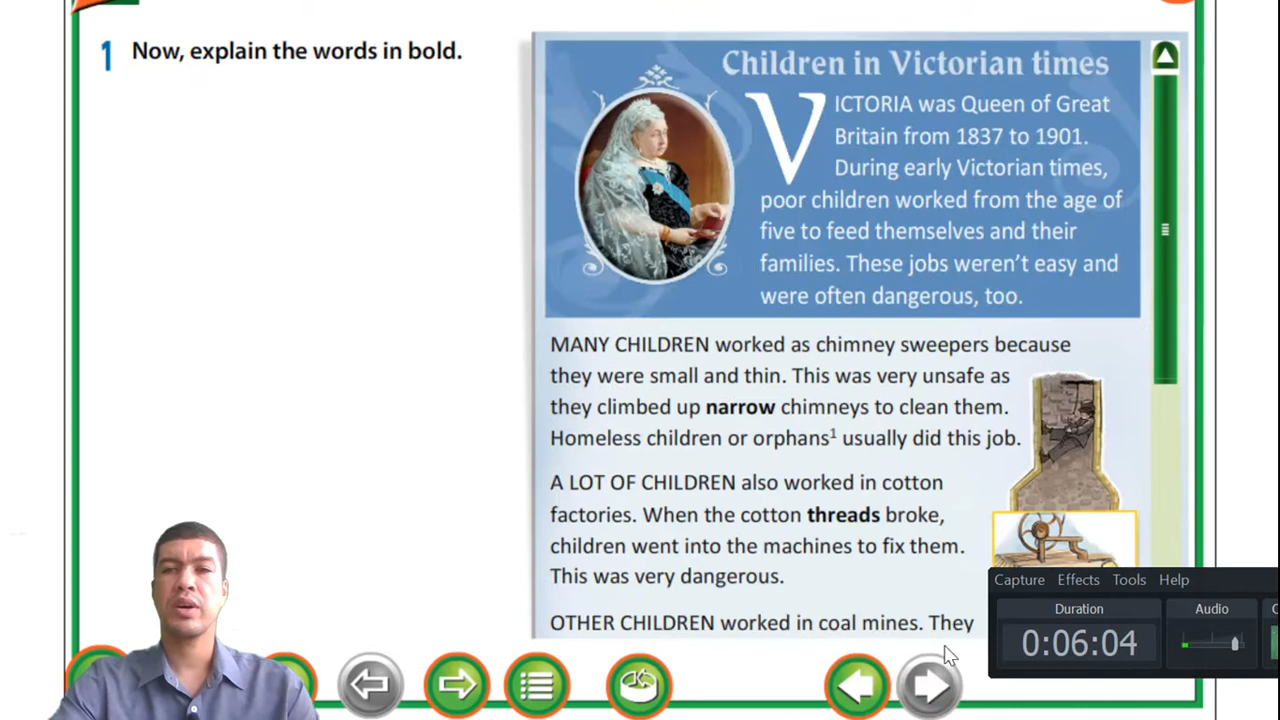 1 Now, explain the words in bold.
Children in Victorian times
VICTORIA was Queen of Great
Britain from 1837 to 1901.
During early Victorian times,
poor children worked from the age of
five to feed themselves and their
families. These jobs weren't easy and
were often dangerous, too.
MANY CHILDREN worked as chimney sweepers because
they were small and thin. This was very unsafe as
they climbed up narrow chimneys to clean them.
Homeless children or orphans¹ usually did this job.
A LOT OF CHILDREN also worked in cotton
factories. When the cotton threads broke,
children went into the machines to fix them.
This was very dangerous.
OTHER CHILDREN worked in coal mines. They
Capture Effects Tools Help
Duration Audio
0:06:04